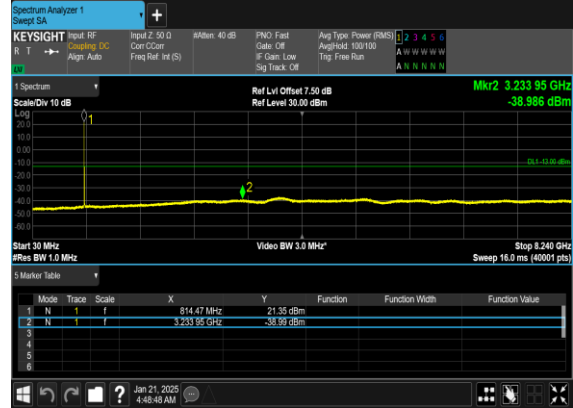 Spectrum Analyzer 1
Swept SA
+
KEYSIGHT
R T
LM
Input: RF
Coupling: DC
Align: Auto
Input Z: 50 Ω
Corr CCorr
Freq Ref: Int (S)
#Atten: 40 dB
PNO: Fast
Gate: Off
IF Gain: Low
Sig Track: Off
Avg Type: Power (RMS)
Avg|Hold: 100/100
Trig: Free Run
1 2 3 4 5 6
A W W W W W
A N N N N N
1 Spectrum
Scale/Div 10 dB
Ref Lvl Offset 7.50 dB
Ref Level 30.00 dBm
Mkr2 3.233 95 GHz
-38.986 dBm
Log
20.0
10.0
0.00
-10.0
-20.0
-30.0
-40.0
-50.0
-60.0
1
2
DL1 -13.00 dBm
Start 30 MHz
#Res BW 1.0 MHz
Video BW 3.0 MHz*
Stop 8.240 GHz
Sweep 16.0 ms (40001 pts)
5 Marker Table
Mode Trace Scale X Y Function Function Width Function Value
1 N 1 f 814.47 MHz 21.35 dBm
2 N 1 f 3.233 95 GHz -38.99 dBm
3
4
5
6
?
Jan 21, 2025
4:48:48 AM